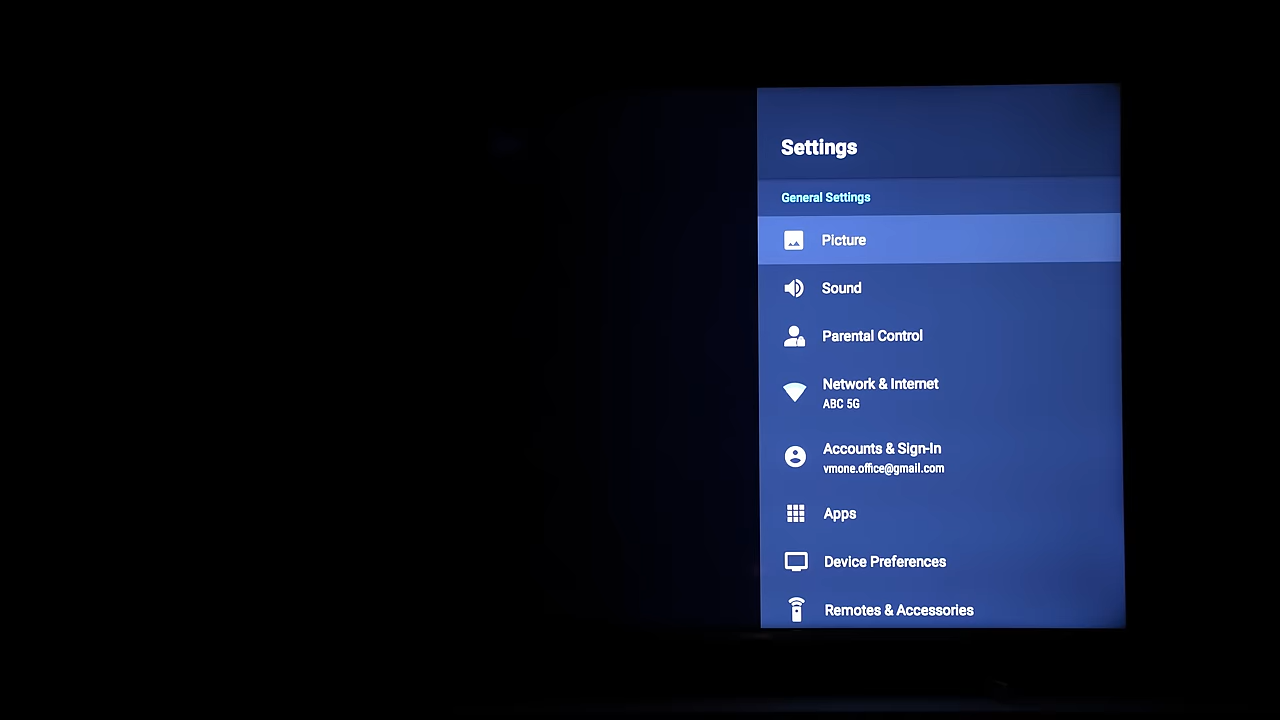 Settings
General Settings
Picture
Sound
Parental Control
Network & Internet
ABC 5G
Accounts & Sign-In
vmone.office@gmail.com
Apps
Device Preferences
Remotes & Accessories